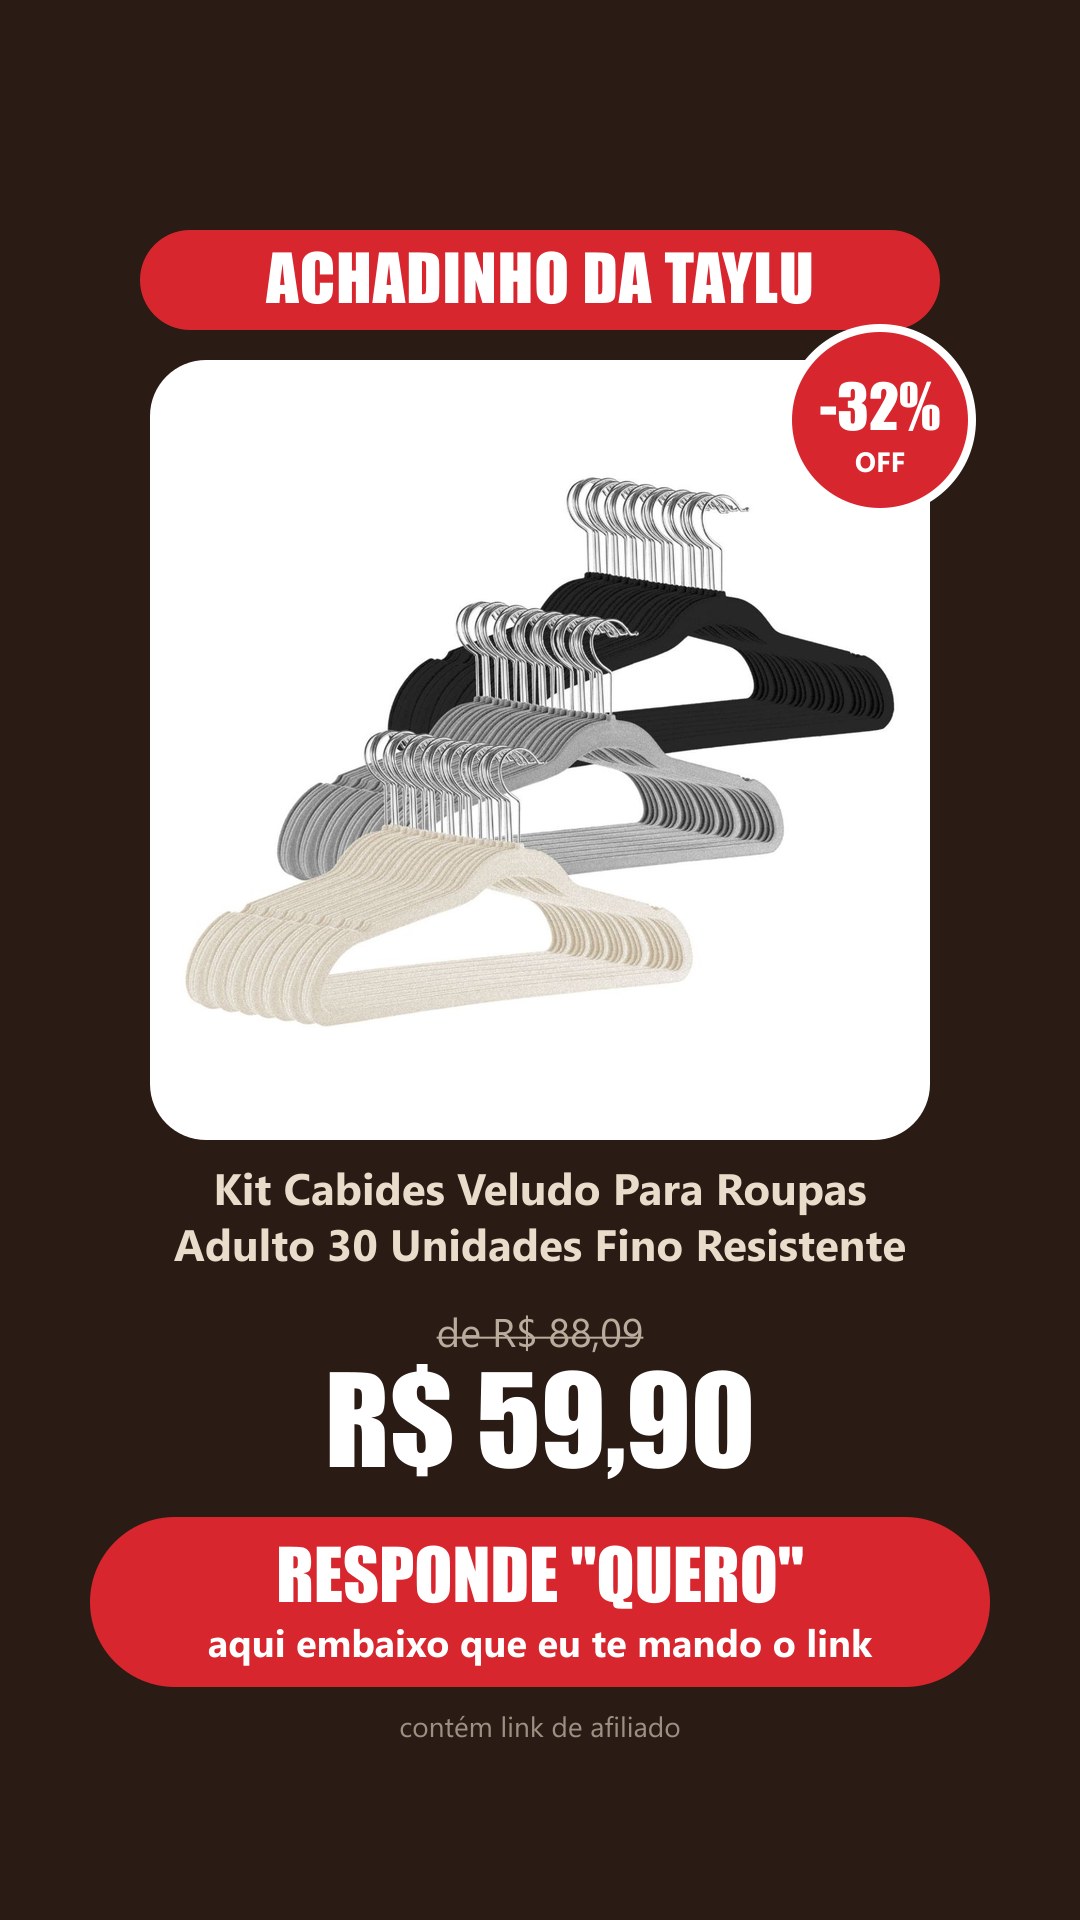 ACHADINHO DA TAYLU
-32%
OFF
Kit Cabides Veludo Para Roupas
Adulto 30 Unidades Fino Resistente
de R$ 88,09
R$ 59,90
RESPONDE "QUERO"
aqui embaixo que eu te mando o link
contém link de afiliado